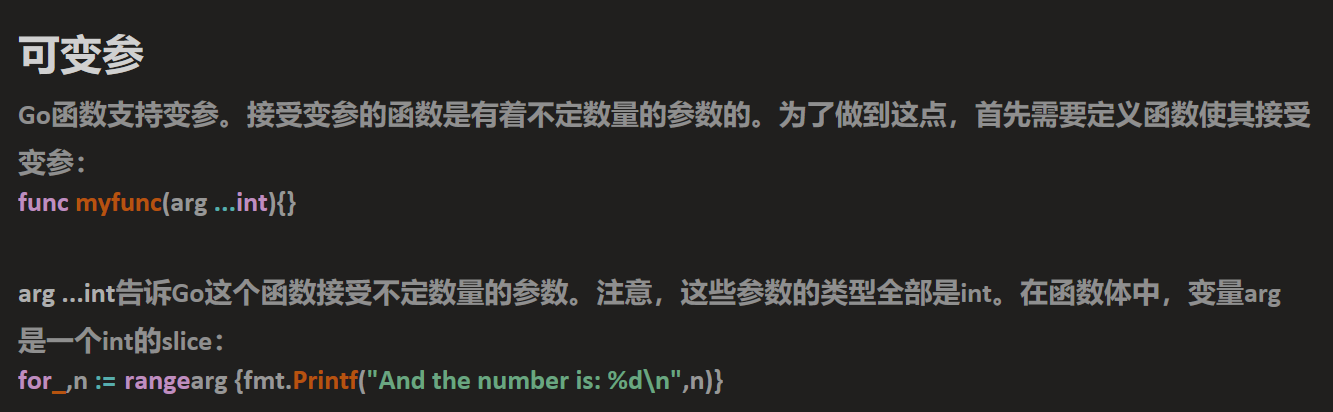 可变参
Go函数支持变参。接受变参的函数是有着不定数量的参数的。为了做到这点，首先需要定义函数使其接受
变参：
func myfunc(arg ...int){}
arg ...int告诉Go这个函数接受不定数量的参数。注意，这些参数的类型全部是int。在函数体中，变量arg
是一个int的slice：
for_,n := rangearg {fmt.Printf("And the number is: %d\n",n)}